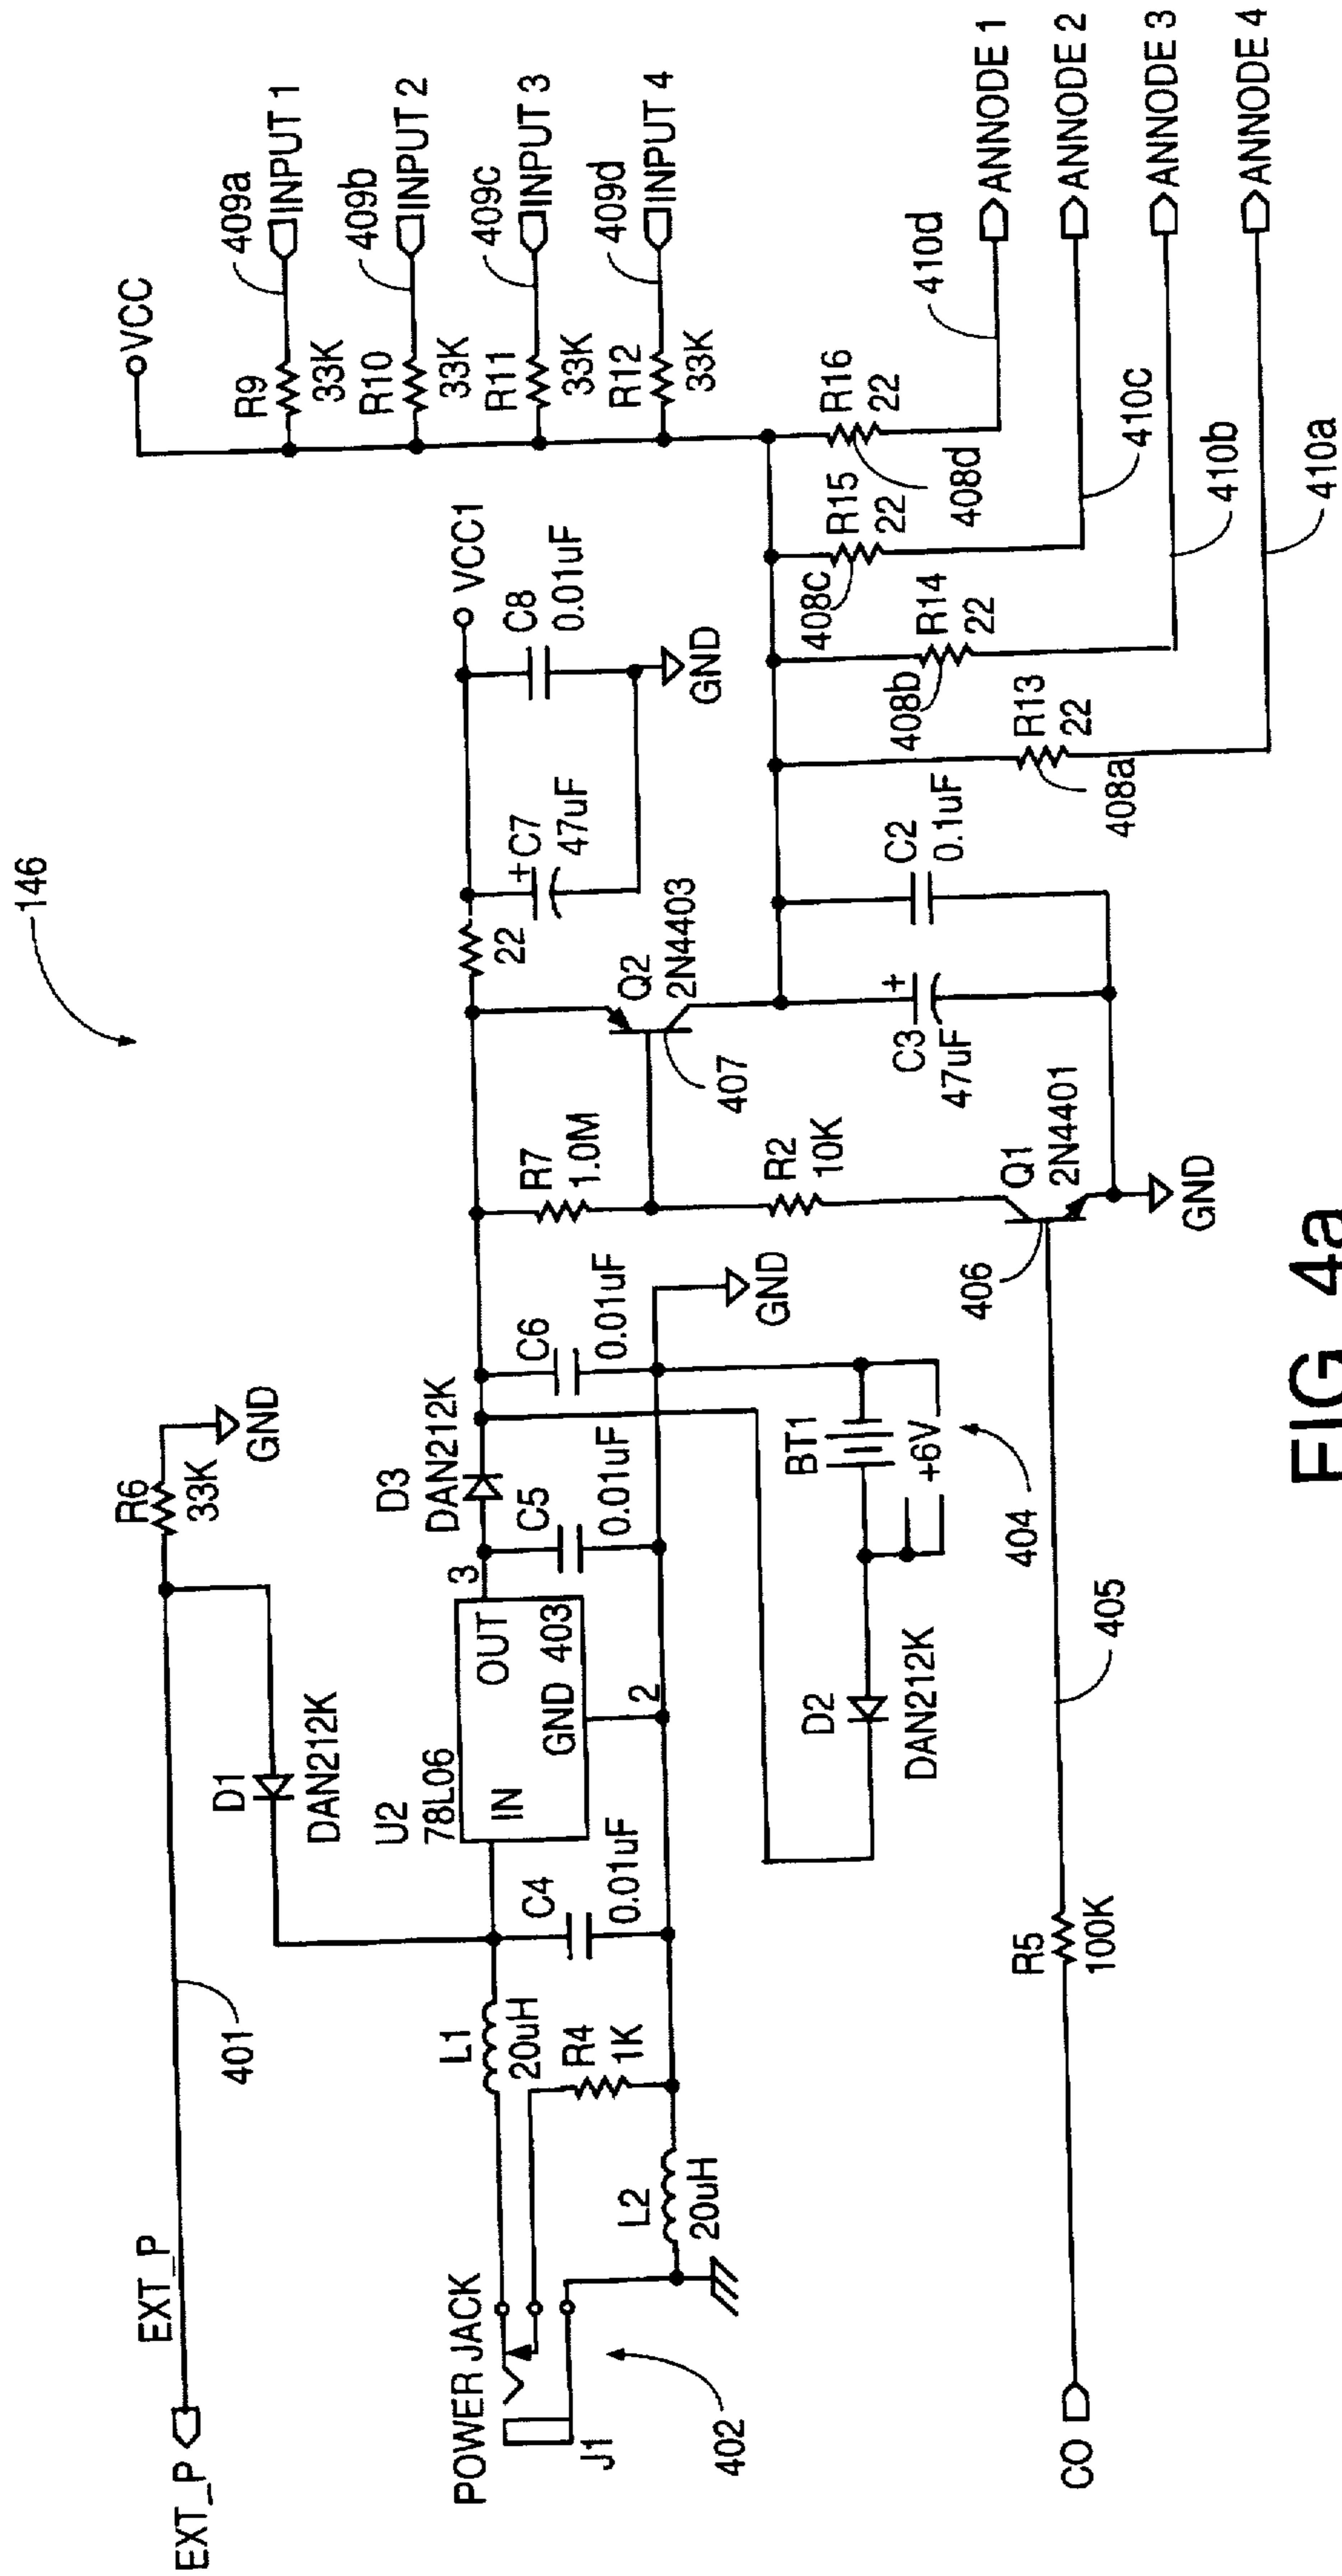 146
EXT_P
EXT_P
401
R6
33K
GND
D1
DAN212K
VCC
R9
33K
409a
INPUT 1
R10
33K
409b
INPUT 2
R11
33K
409c
INPUT 3
R12
33K
409d
INPUT 4
POWER JACK
J1
402
L1
20uH
R4
1K
L2
20uH
C4
0.01uF
U2
78L06
IN
OUT
GND 403
3
2
D3
DAN212K
C5
0.01uF
C6
0.01uF
GND
R7
1.0M
22
+C7
47uF
C8
0.01uF
VCC1
GND
Q2
2N4403
407
R2
10K
D2
DAN212K
BT1
+6V
404
406
Q1
2N4401
GND
C3
47uF
+
C2
0.1uF
408a
R13
22
408b
R14
22
408c
R15
22
408d
R16
22
410d
ANNODE 1
410c
ANNODE 2
410b
ANNODE 3
410a
ANNODE 4
CO
R5
100K
405
FIG 4a